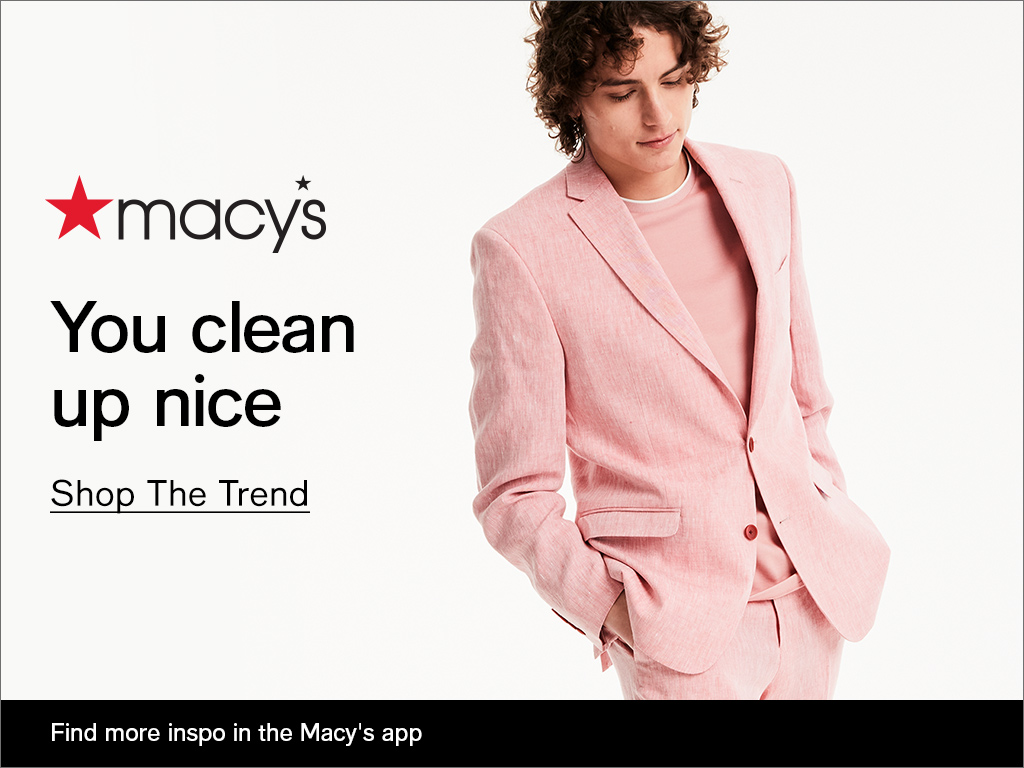 macy's
You clean
up nice
Shop The Trend
Find more inspo in the Macy's app